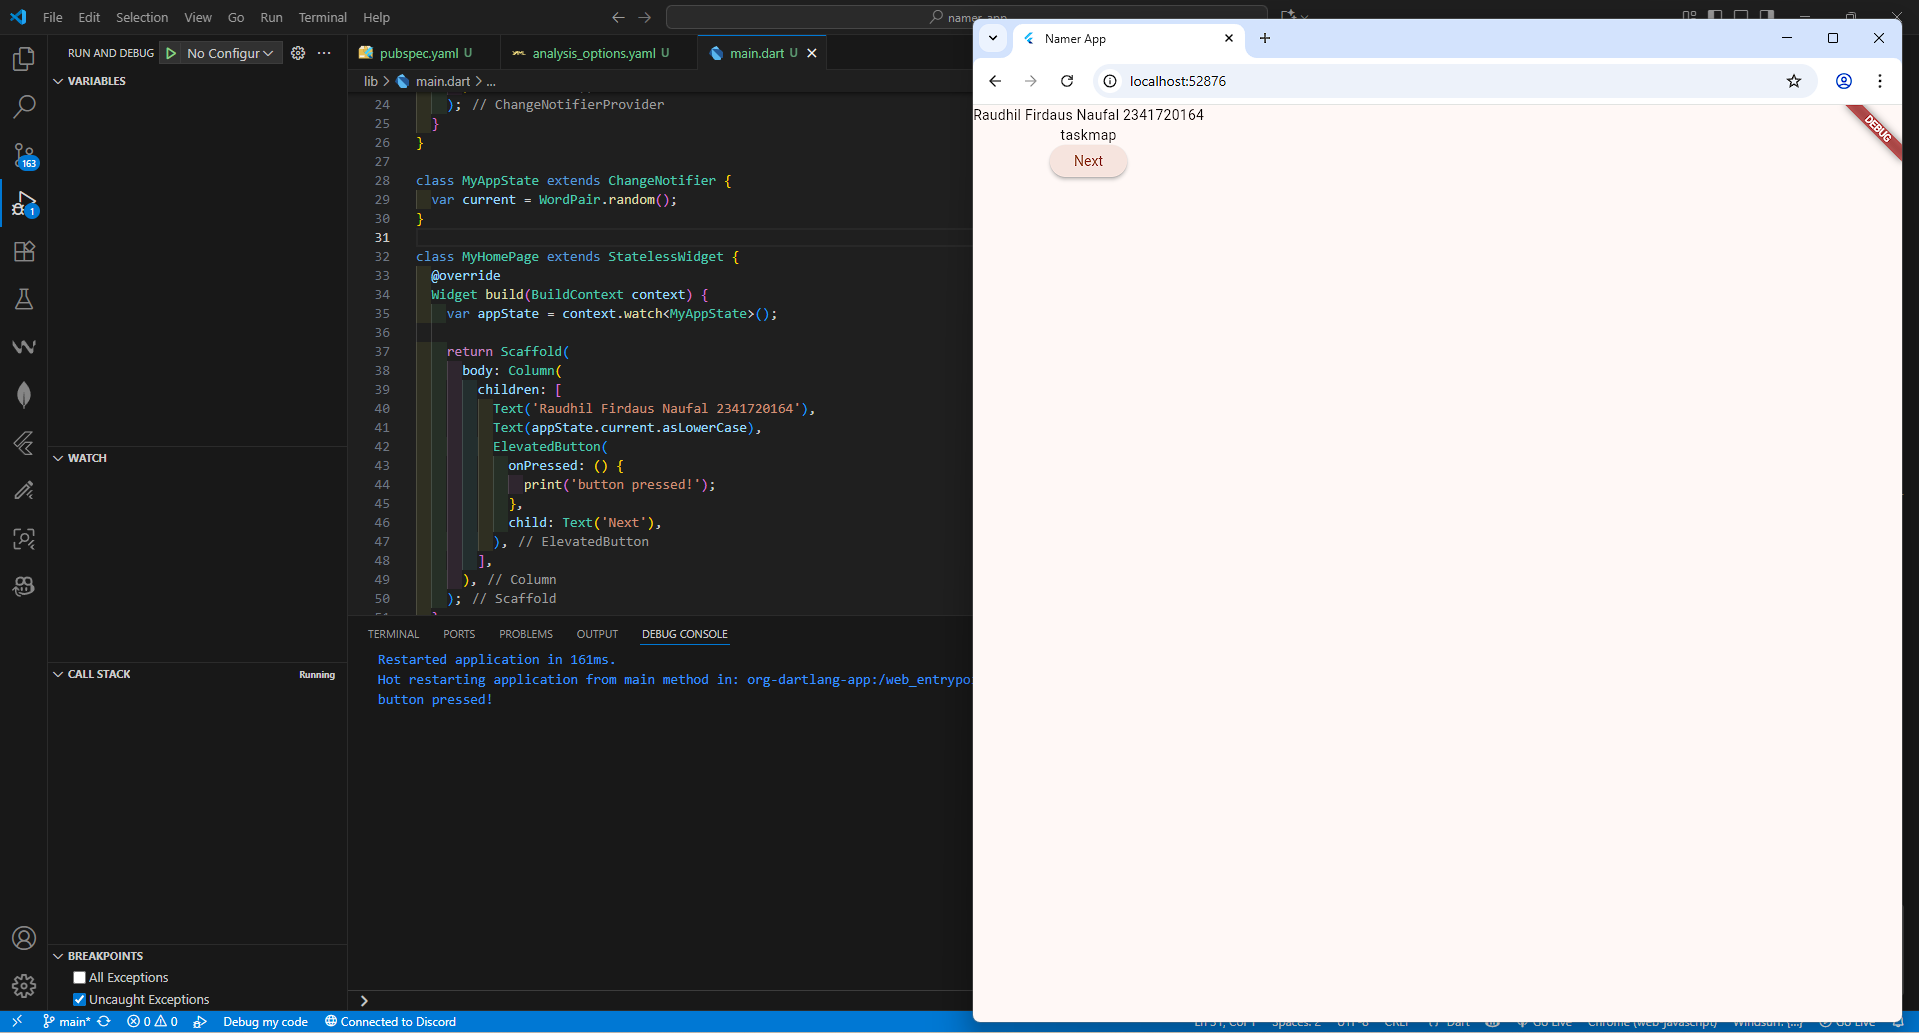 File Edit Selection View Go Run Terminal Help
namer_app
RUN AND DEBUG No Configur
VARIABLES
WATCH
CALL STACK Running
BREAKPOINTS
All Exceptions
Uncaught Exceptions
163
1
pubspec.yaml U analysis_options.yaml U main.dart U
lib > main.dart > ...
24 ); // ChangeNotifierProvider
25 }
26 }
27
28 class MyAppState extends ChangeNotifier {
29 var current = WordPair.random();
30 }
31
32 class MyHomePage extends StatelessWidget {
33 @override
34 Widget build(BuildContext context) {
35 var appState = context.watch<MyAppState>();
36
37 return Scaffold(
38 body: Column(
39 children: [
40 Text('Raudhil Firdaus Naufal 2341720164'),
41 Text(appState.current.asLowerCase),
42 ElevatedButton(
43 onPressed: () {
44 print('button pressed!');
45 },
46 child: Text('Next'),
47 ), // ElevatedButton
48 ],
49 ), // Column
50 ); // Scaffold
TERMINAL PORTS PROBLEMS OUTPUT DEBUG CONSOLE
Restarted application in 161ms.
Hot restarting application from main method in: org-dartlang-app:/web_entrypo
button pressed!
Namer App
localhost:52876
Raudhil Firdaus Naufal 2341720164
taskmap
Next
DEBUG
main* 0 0 Debug my code Connected to Discord